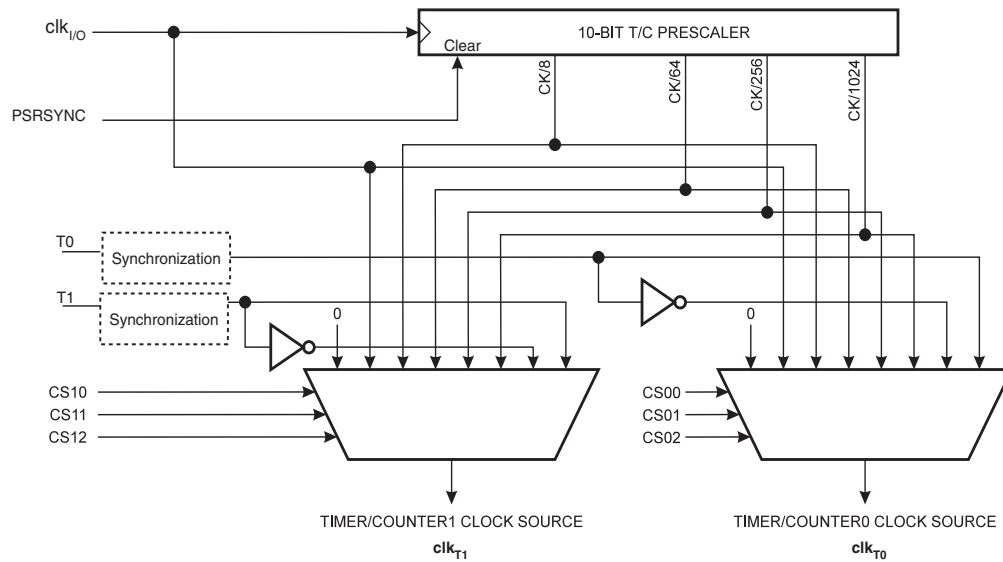 clkI/O
10-BIT T/C PRESCALER
Clear
PSRSYNC
CK/8
CK/64
CK/256
CK/1024
T0
Synchronization
T1
Synchronization
0
0
CS10
CS11
CS12
CS00
CS01
CS02
TIMER/COUNTER1 CLOCK SOURCE
clkT1
TIMER/COUNTER0 CLOCK SOURCE
clkT0